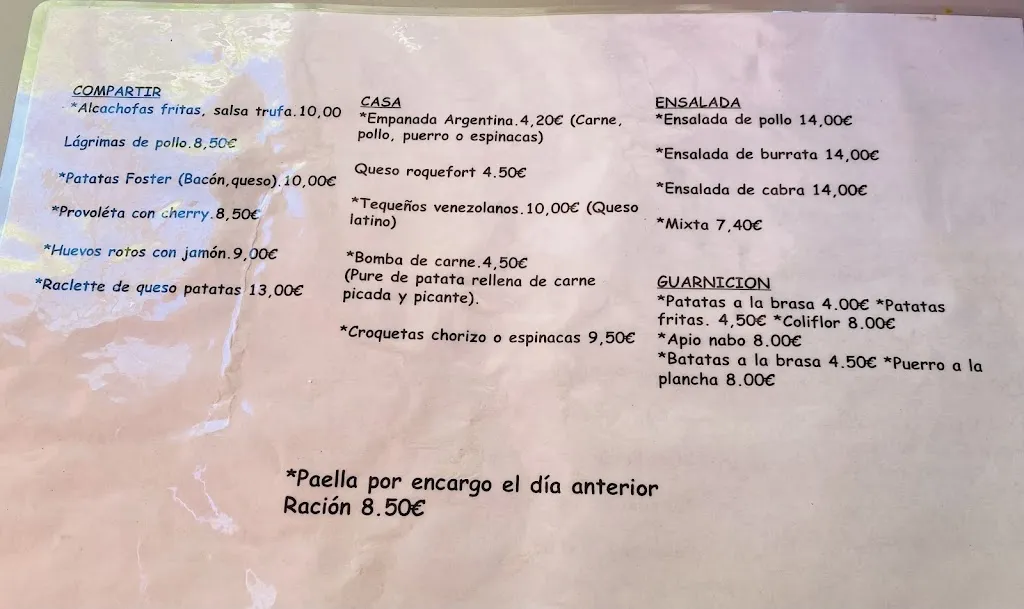 COMPARTIR
*Alcachofas fritas, salsa trufa.10,00
Lágrimas de pollo.8,50€
*Patatas Foster (Bacón,queso).10,00€
*Provoléta con cherry.8,50€
*Huevos rotos con jamón.9,00€
*Raclette de queso patatas 13,00€
CASA
*Empanada Argentina.4,20€ (Carne,
pollo, puerro o espinacas)
Queso roquefort 4.50€
*Tequeños venezolanos.10,00€ (Queso
latino)
*Bomba de carne.4,50€
(Pure de patata rellena de carne
picada y picante).
*Croquetas chorizo o espinacas 9,50€
ENSALADA
*Ensalada de pollo 14,00€
*Ensalada de burrata 14,00€
*Ensalada de cabra 14,00€
*Mixta 7,40€
GUARNICION
*Patatas a la brasa 4.00€ *Patatas
fritas. 4,50€ *Coliflor 8.00€
*Apio nabo 8.00€
*Batatas a la brasa 4.50€ *Puerro a la
plancha 8.00€
*Paella por encargo el día anterior
Ración 8.50€